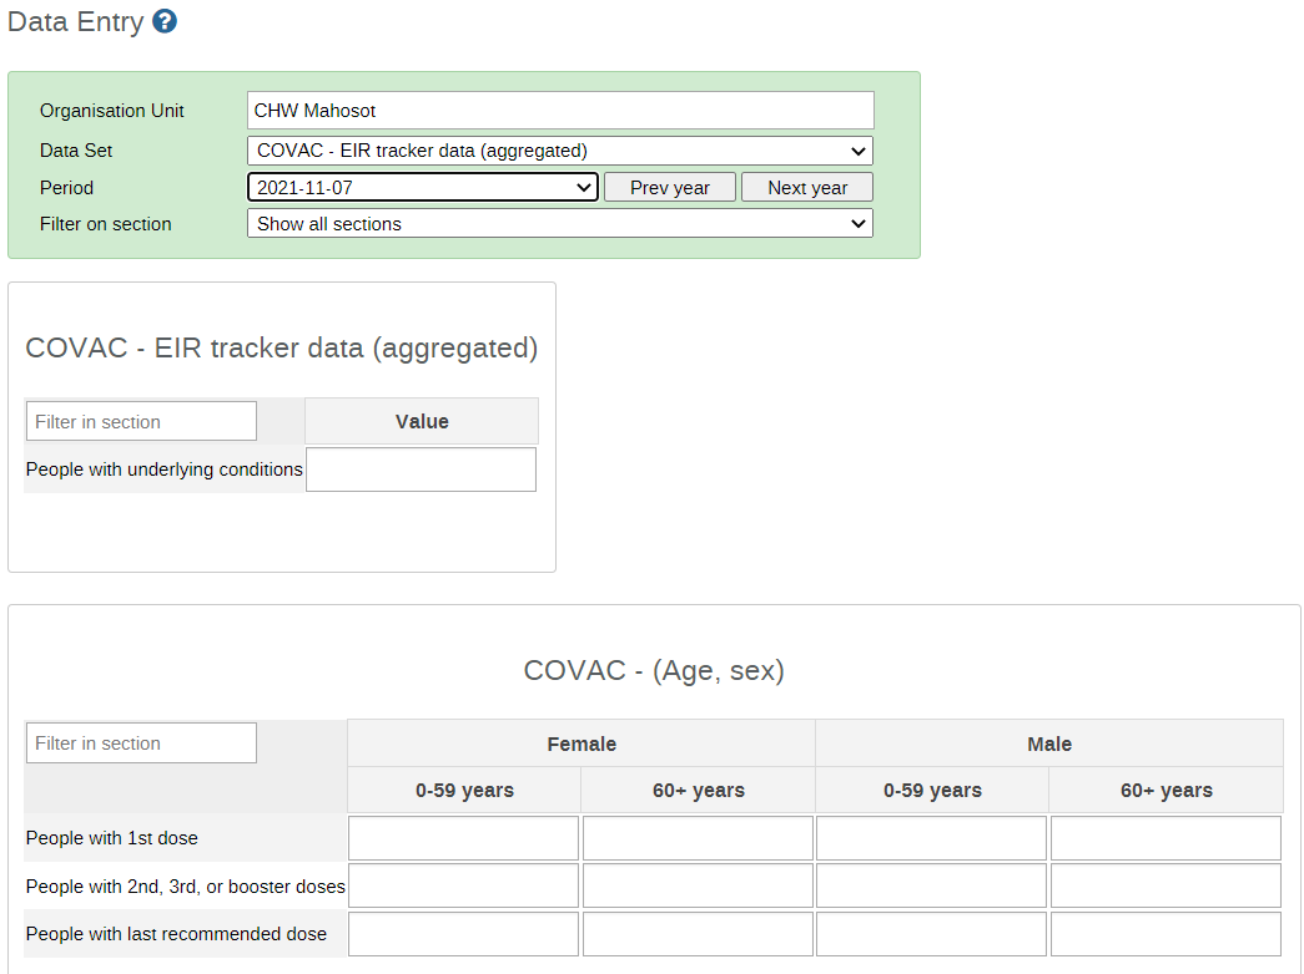 Data Entry ?
Organisation Unit CHW Mahosot
Data Set COVAC - EIR tracker data (aggregated)
Period 2021-11-07 Prev year Next year
Filter on section Show all sections
COVAC - EIR tracker data (aggregated)
Filter in section Value
People with underlying conditions
COVAC - (Age, sex)
Filter in section Female Male
0-59 years 60+ years 0-59 years 60+ years
People with 1st dose
People with 2nd, 3rd, or booster doses
People with last recommended dose